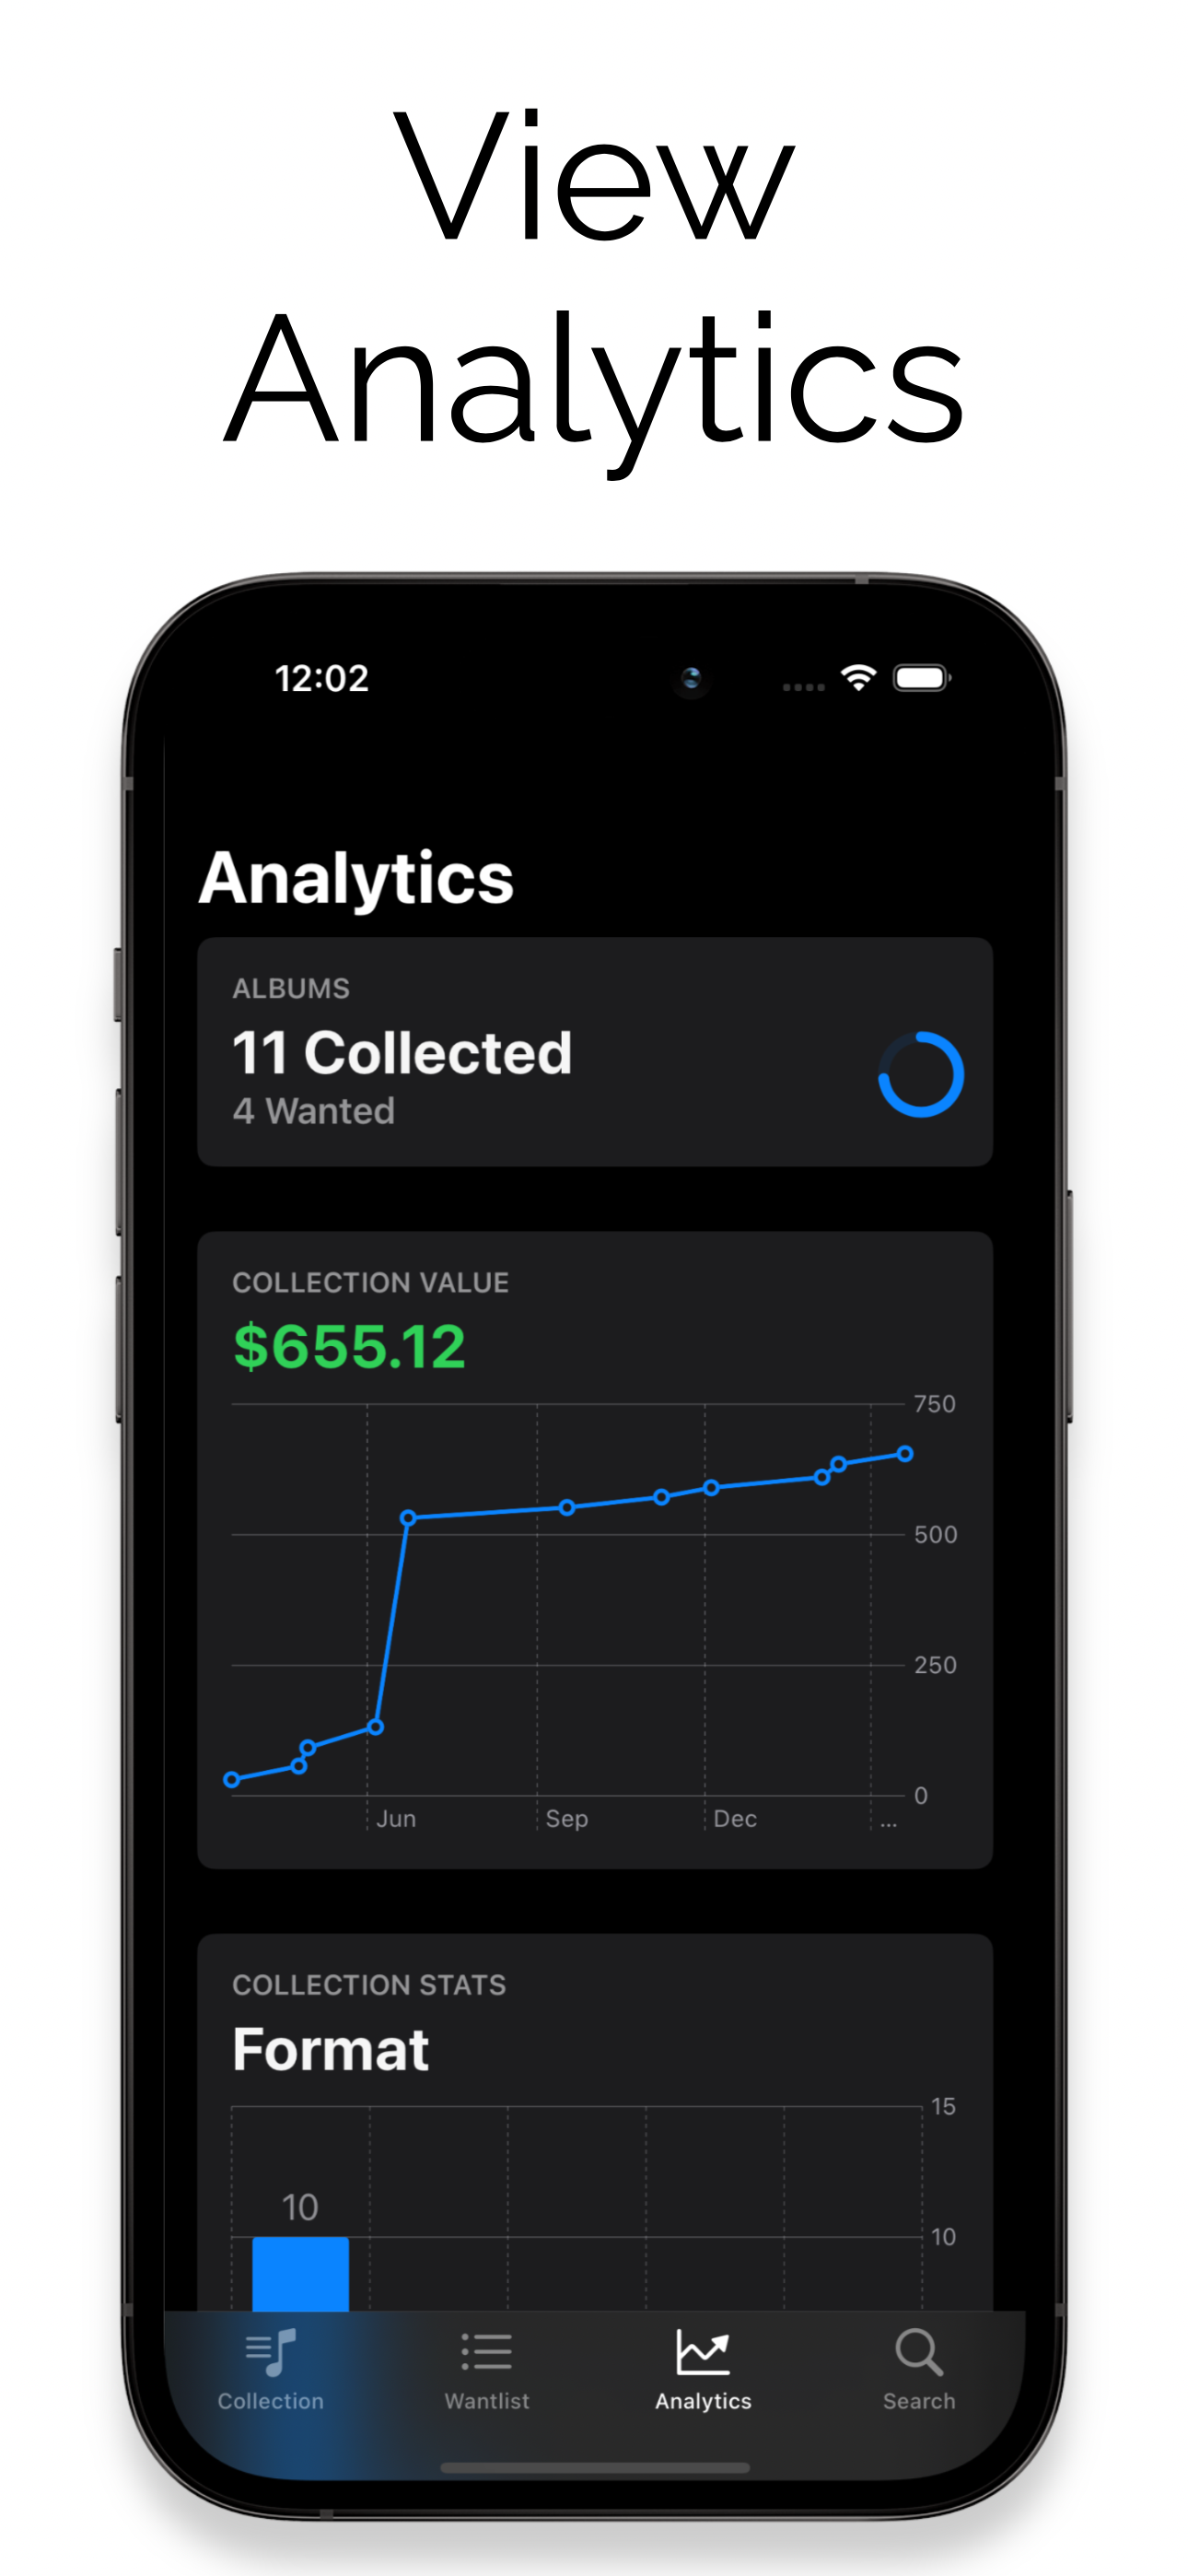 View
Analytics
12:02
Analytics
ALBUMS
11 Collected
4 Wanted
COLLECTION VALUE
$655.12
750
500
250
0
Jun Sep Dec ...
COLLECTION STATS
Format
15
10
10
Collection Wantlist Analytics Search